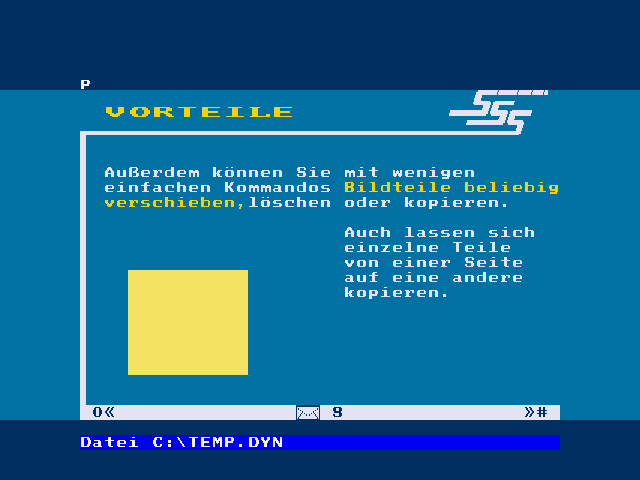 P
VORTEILE
SSS
Außerdem können Sie mit wenigen
einfachen Kommandos Bildteile beliebig
verschieben,löschen oder kopieren.
Auch lassen sich
einzelne Teile
von einer Seite
auf eine andere
kopieren.
0« 9 »#
Datei C:\TEMP.DYN